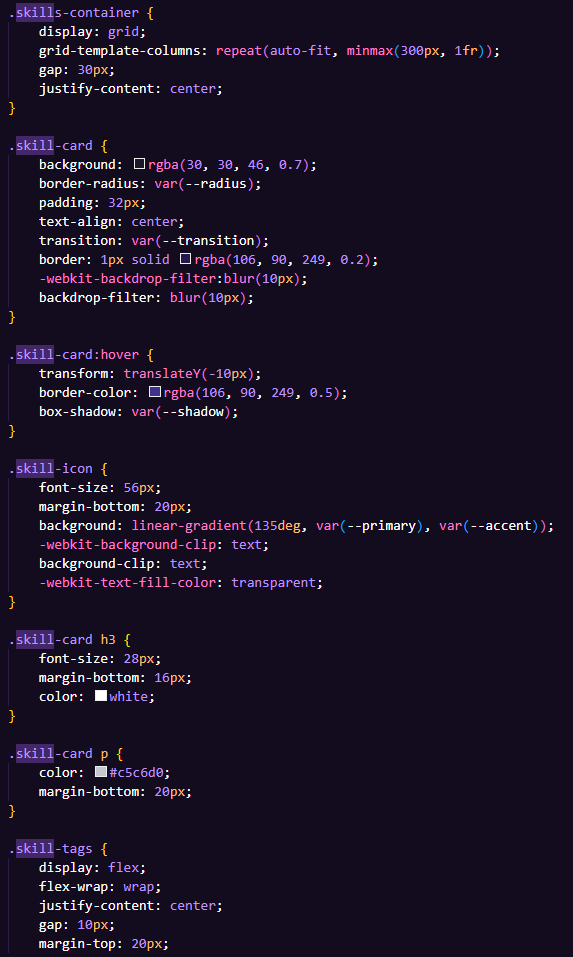 .skills-container {
    display: grid;
    grid-template-columns: repeat(auto-fit, minmax(300px, 1fr));
    gap: 30px;
    justify-content: center;
}

.skill-card {
    background: rgba(30, 30, 46, 0.7);
    border-radius: var(--radius);
    padding: 32px;
    text-align: center;
    transition: var(--transition);
    border: 1px solid rgba(106, 90, 249, 0.2);
    -webkit-backdrop-filter:blur(10px);
    backdrop-filter: blur(10px);
}

.skill-card:hover {
    transform: translateY(-10px);
    border-color: rgba(106, 90, 249, 0.5);
    box-shadow: var(--shadow);
}

.skill-icon {
    font-size: 56px;
    margin-bottom: 20px;
    background: linear-gradient(135deg, var(--primary), var(--accent));
    -webkit-background-clip: text;
    background-clip: text;
    -webkit-text-fill-color: transparent;
}

.skill-card h3 {
    font-size: 28px;
    margin-bottom: 16px;
    color: white;
}

.skill-card p {
    color: #c5c6d0;
    margin-bottom: 20px;
}

.skill-tags {
    display: flex;
    flex-wrap: wrap;
    justify-content: center;
    gap: 10px;
    margin-top: 20px;